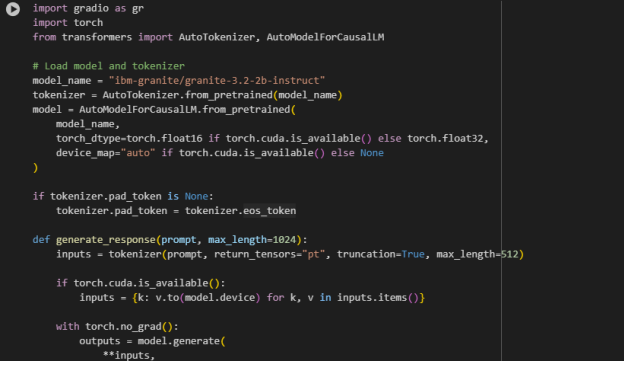 import gradio as gr
import torch
from transformers import AutoTokenizer, AutoModelForCausalLM

# Load model and tokenizer
model_name = "ibm-granite/granite-3.2-2b-instruct"
tokenizer = AutoTokenizer.from_pretrained(model_name)
model = AutoModelForCausalLM.from_pretrained(
    model_name,
    torch_dtype=torch.float16 if torch.cuda.is_available() else torch.float32,
    device_map="auto" if torch.cuda.is_available() else None
)

if tokenizer.pad_token is None:
    tokenizer.pad_token = tokenizer.eos_token

def generate_response(prompt, max_length=1024):
    inputs = tokenizer(prompt, return_tensors="pt", truncation=True, max_length=512)

    if torch.cuda.is_available():
        inputs = {k: v.to(model.device) for k, v in inputs.items()}

    with torch.no_grad():
        outputs = model.generate(
            **inputs,